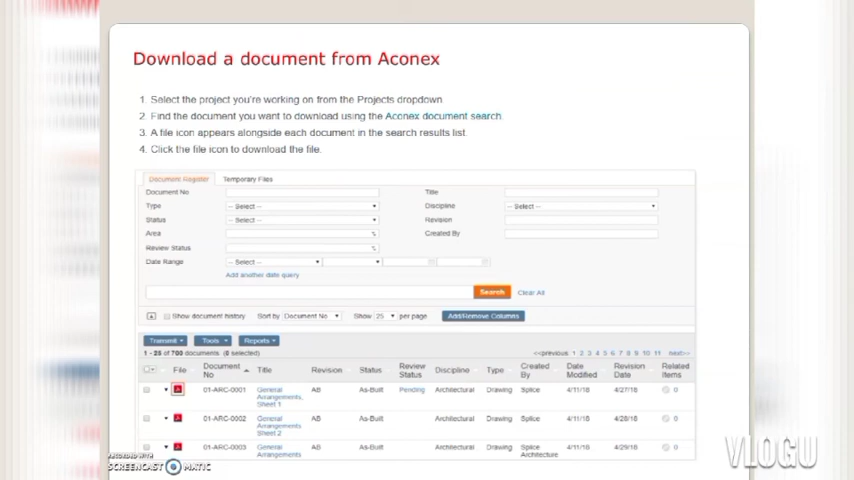 Download a document from Aconex
1. Select the project you're working on from the Projects dropdown
2. Find the document you want to download using the Aconex document search.
3. A file icon appears alongside each document in the search results list.
4. Click the file icon to download the file.
Document Register Temporary Files
Document No Title
Type -- Select -- Discipline -- Select --
Status -- Select -- Revision
Area Created By
Review Status
Date Range -- Select --
Add another date query
Search Clear All
Show document history Sort by Document No Show 25 per page Add/Remove Columns
Transmit Tools Reports
1 - 25 of 700 documents (0 selected) <<previous 1 2 3 4 5 6 7 8 9 10 11 next>>
File Document No Title Revision Status Review Status Discipline Type Created By Date Modified Revision Date Related Items
01-ARC-0001 General Arrangements, Sheet 1 AB As-Built Pending Architectural Drawing Splice 4/11/18 4/27/18 0
01-ARC-0002 General Arrangements Sheet 2 AB As-Built Architectural Drawing Splice 4/11/18 4/28/18 0
01-ARC-0003 General Arrangements AB As-Built Architectural Drawing Splice Architecture 4/11/18 4/29/18 0
RECORDED WITH
SCREENCAST MATIC
VLOGU